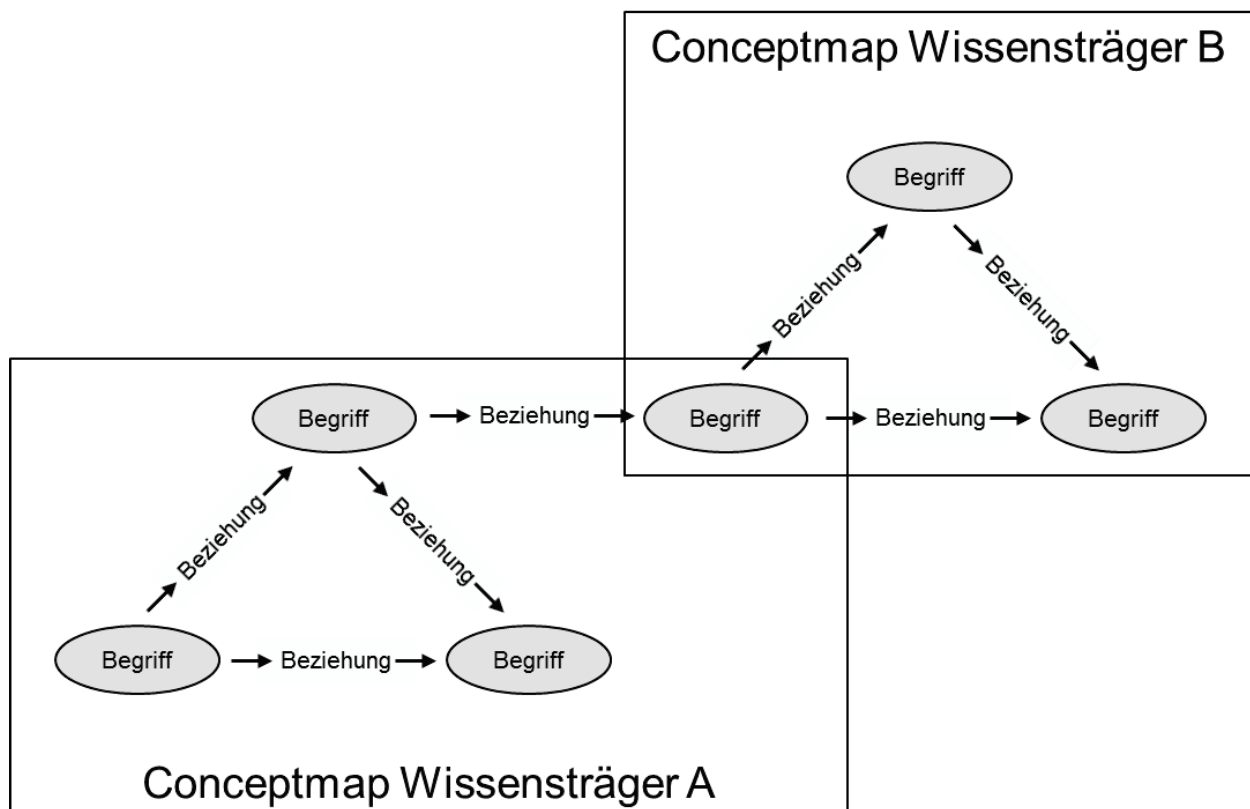 Conceptmap Wissensträger B
Begriff
Beziehung
Beziehung
Begriff
Beziehung
Begriff
Beziehung
Begriff
Beziehung
Beziehung
Begriff
Beziehung
Begriff
Conceptmap Wissensträger A